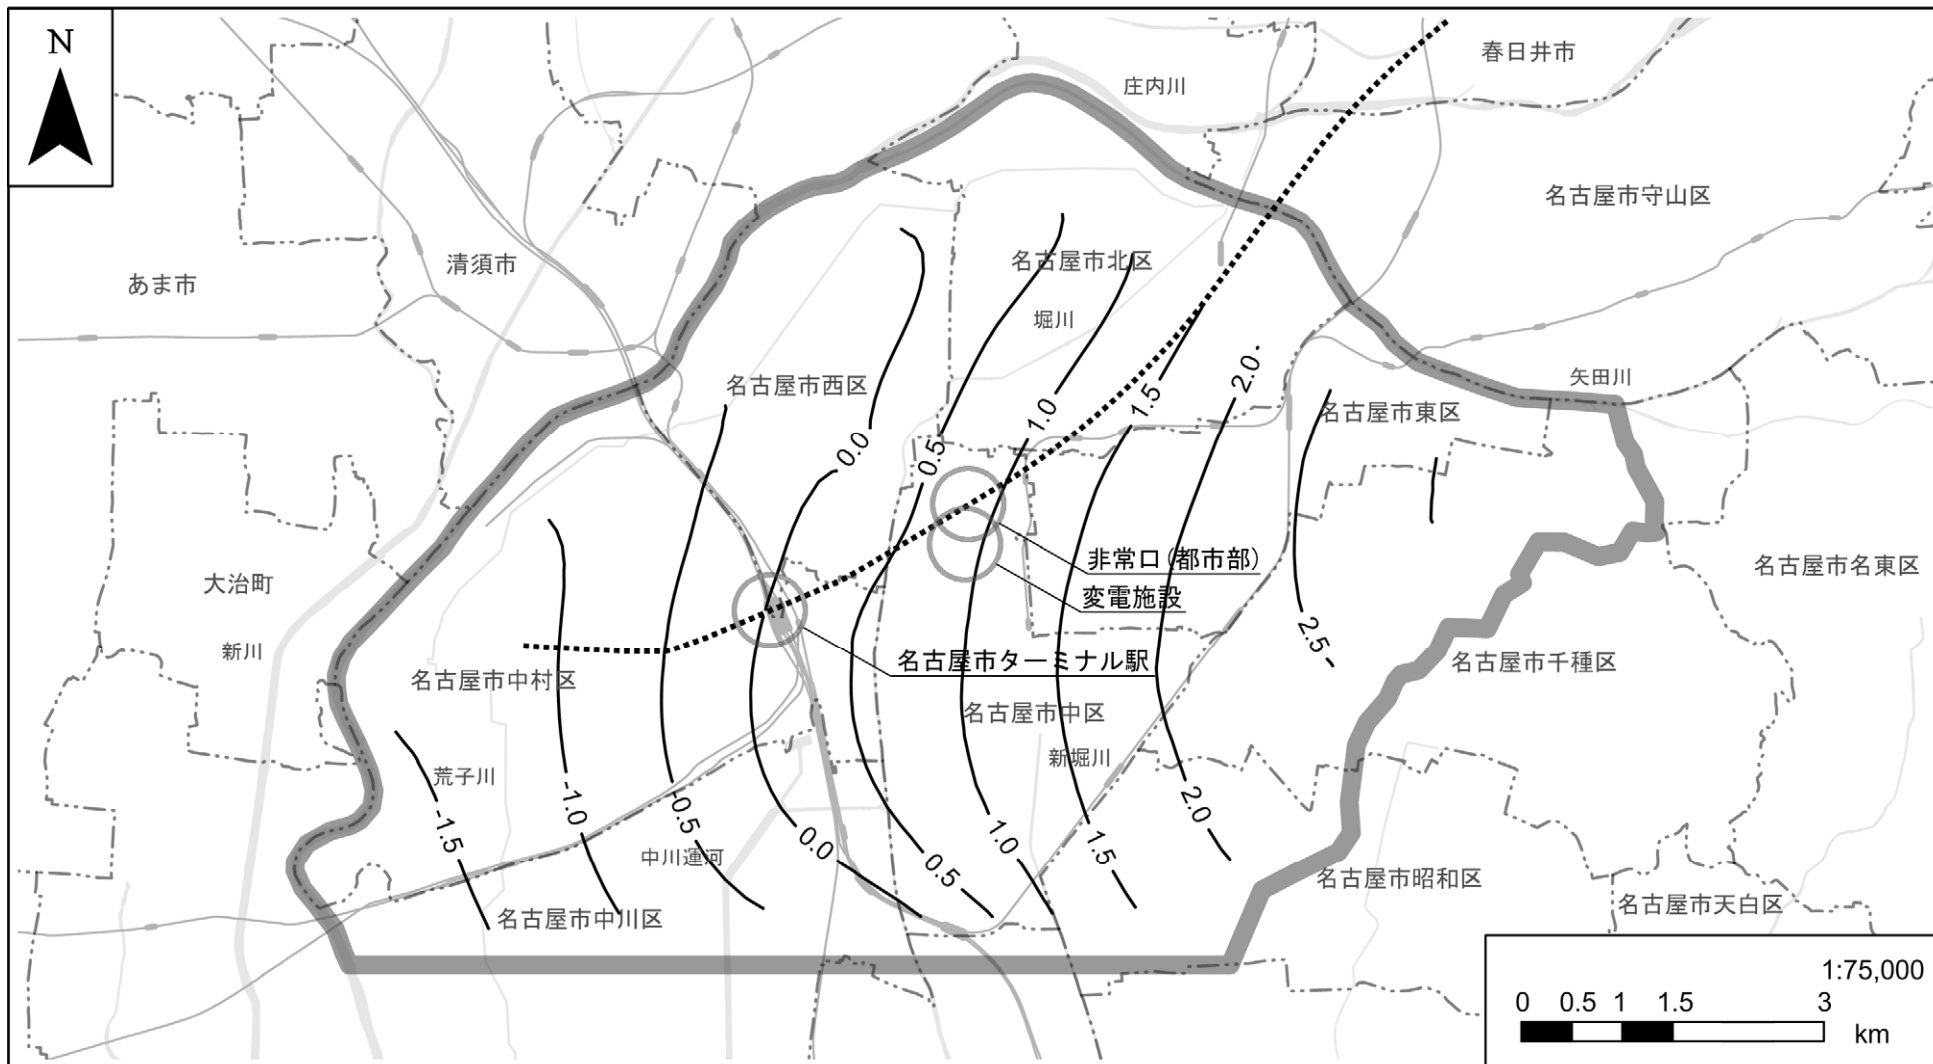 N
春日井市
庄内川
名古屋市守山区
清須市
名古屋市北区
あま市
堀川
2.0
矢田川
名古屋市西区
1.5
名古屋市東区
1.0
0.0
0.5
非常口(都市部)
名古屋市名東区
大治町
変電施設
2.5
新川
名古屋市ターミナル駅
名古屋市千種区
名古屋市中村区
名古屋市中区
新堀川
荒子川
-1.5
-1.0
-0.5
0.0
0.5
1.0
1.5
2.0
中川運河
名古屋市昭和区
名古屋市中川区
名古屋市天白区
1:75,000
0 0.5 1 1.5 3
km